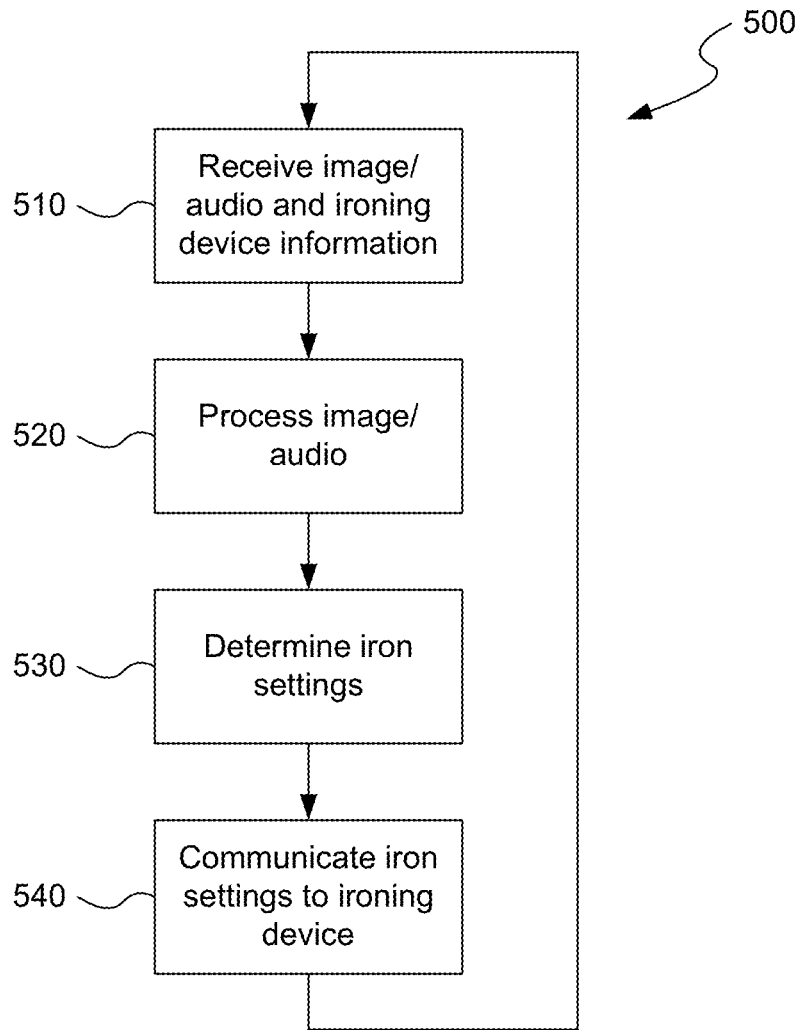 500
510
Receive image/
audio and ironing
device information
520
Process image/
audio
530
Determine iron
settings
540
Communicate iron
settings to ironing
device